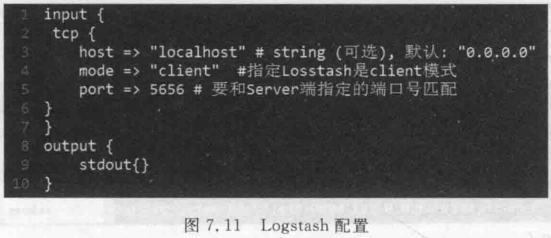 1 input {
2 tcp {
3 host => "localhost" # string (可选), 默认: "0.0.0.0"
4 mode => "client" #指定Losstash是client模式
5 port => 5656 # 要和Server端指定的端口号匹配
6 }
7 }
8 output {
9 stdout{}
10 }
图 7.11 Logstash 配置